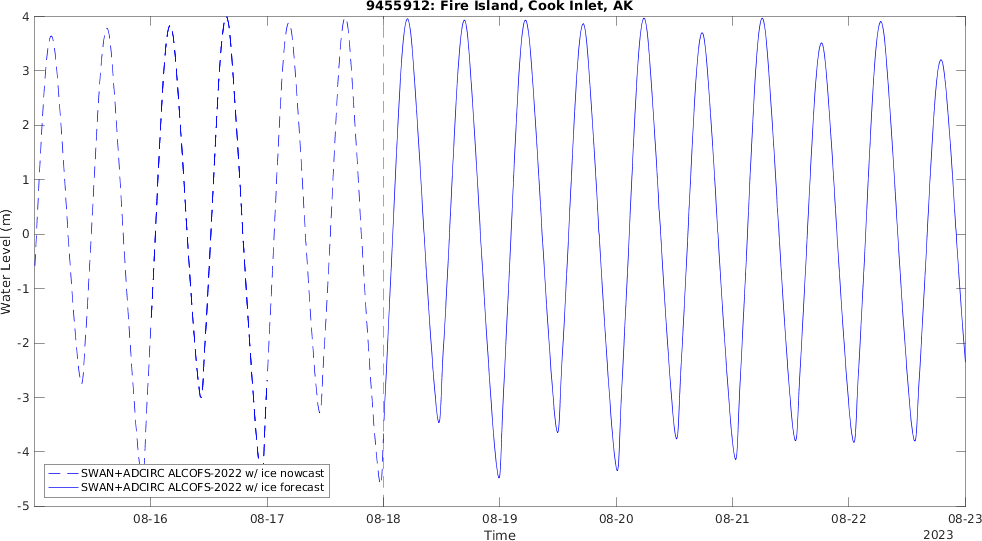 9455912: Fire Island, Cook Inlet, AK
4
3
2
1
0
-1
-2
-3
-4
-5
Water Level (m)
SWAN+ADCIRC ALCOFS-2022 w/ ice nowcast
SWAN+ADCIRC ALCOFS-2022 w/ ice forecast
08-16 08-17 08-18 08-19 08-20 08-21 08-22 08-23
Time
2023